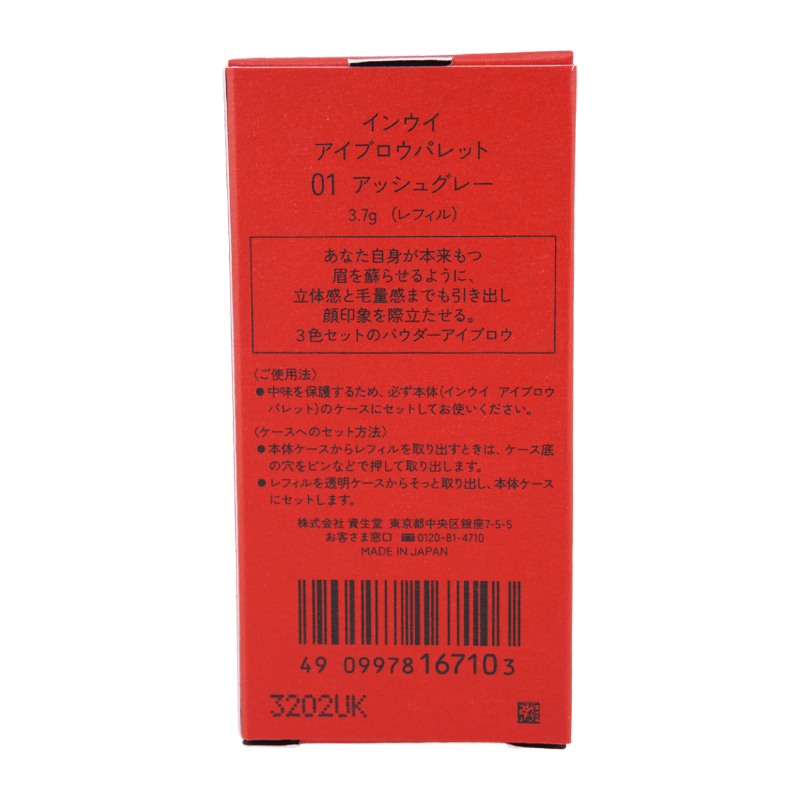 インウイ
アイブロウパレット
01 アッシュグレー
3.7g (レフィル)
あなた自身が本来もつ
眉を蘇らせるように、
立体感と毛量感までも引き出し
顔印象を際立たせる。
3色セットのパウダーアイブロウ
〈ご使用法〉
●中味を保護するため、必ず本体(インウイ アイブロウ
パレット)のケースにセットしてお使いください。
〈ケースへのセット方法〉
●本体ケースからレフィルを取り出すときは、ケース底
の穴をピンなどで押して取り出します。
●レフィルを透明ケースからそっと取り出し、本体ケース
にセットします。
株式会社 資生堂 東京都中央区銀座7-5-5
お客さま窓口 0120-81-4710
MADE IN JAPAN
49 09978 167103
3202UK